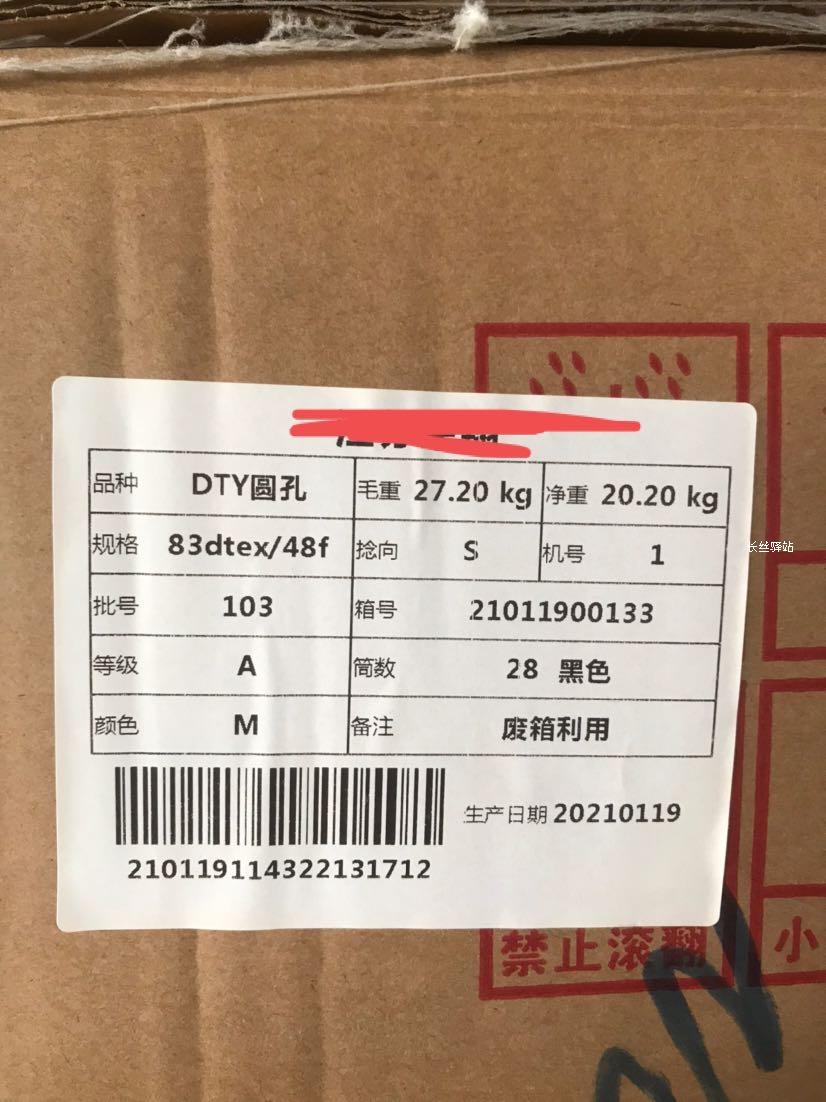 品种 DTY圆孔 毛重 27.20 kg 净重 20.20 kg
规格 83dtex/48f 捻向 S 机号 1
长丝驿站
批号 103 箱号 21011900133
等级 A 筒数 28 黑色
颜色 M 备注 废箱利用
生产日期 20210119
210119114322131712
禁止滚翻
小